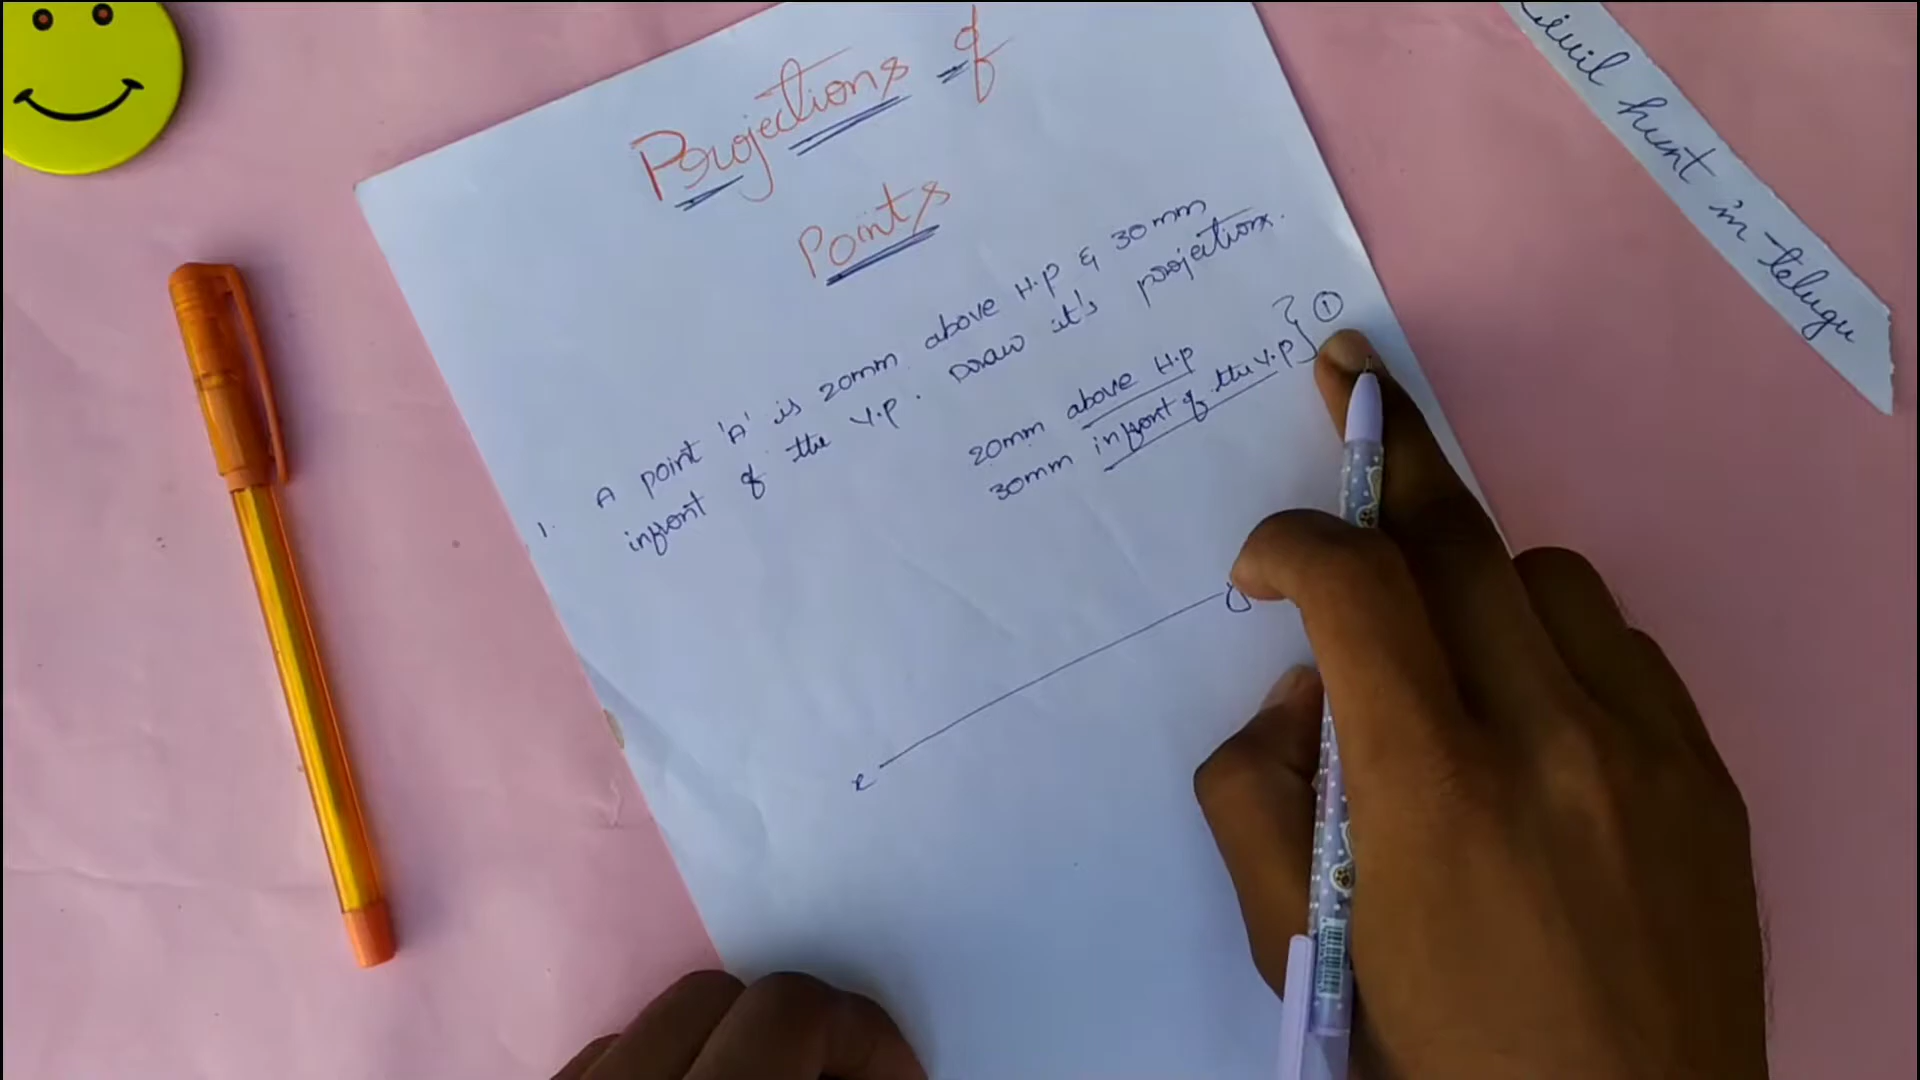 Projections of
Points
1. A point 'A' is 20mm above H.P & 30mm
infront of the V.P. Draw it's projections.
20mm above H.P
30mm infront of the V.P } ①
x y
civil hunt in telugu